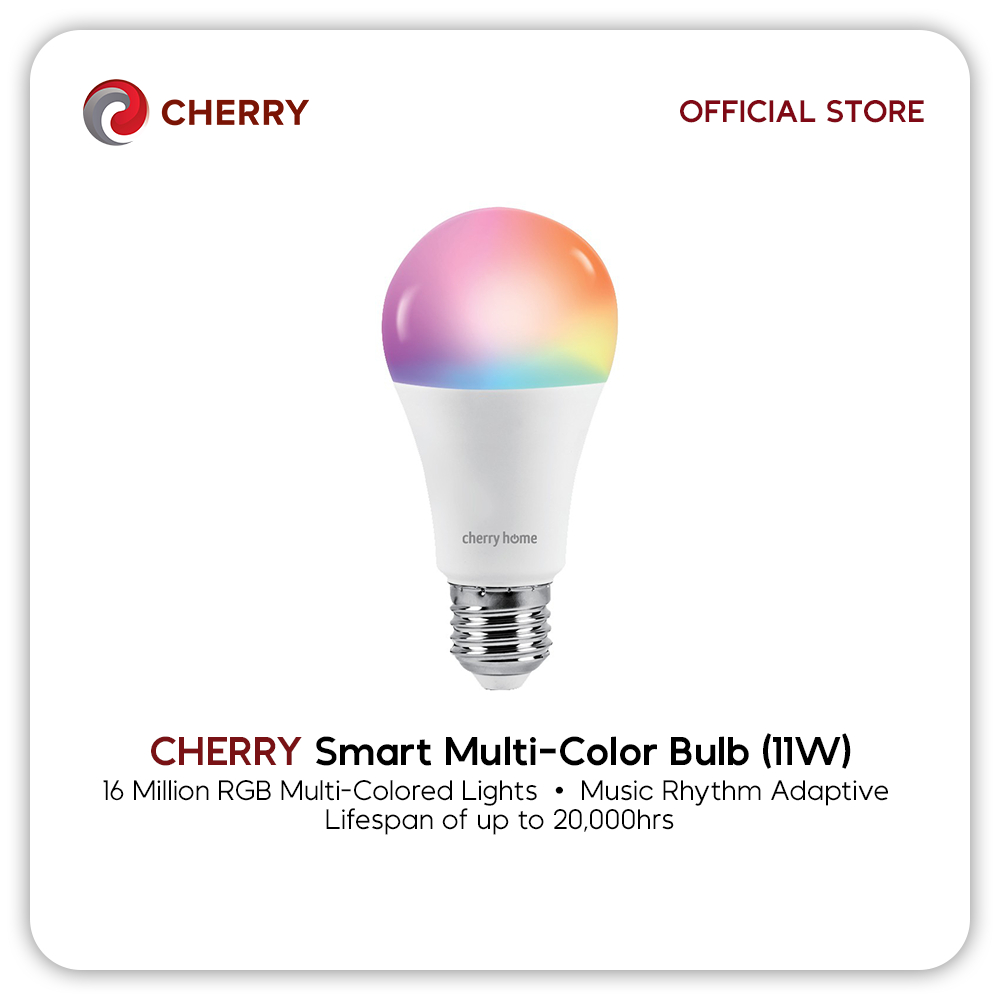 CHERRY
OFFICIAL STORE
cherry home
CHERRY Smart Multi-Color Bulb (11W)
16 Million RGB Multi-Colored Lights • Music Rhythm Adaptive
Lifespan of up to 20,000hrs